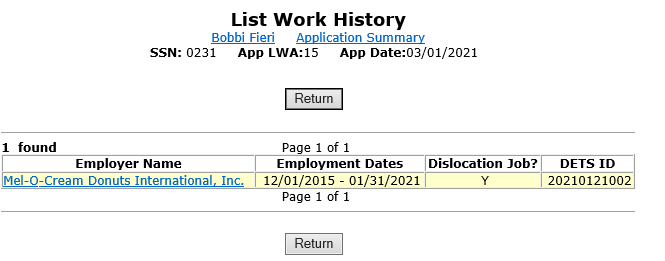 List Work History
Bobbi Fieri Application Summary
SSN: 0231 App LWA:15 App Date:03/01/2021
Return
1 found Page 1 of 1
Employer Name Employment Dates Dislocation Job? DETS ID
Mel-O-Cream Donuts International, Inc. 12/01/2015 - 01/31/2021 Y 20210121002
Page 1 of 1
Return